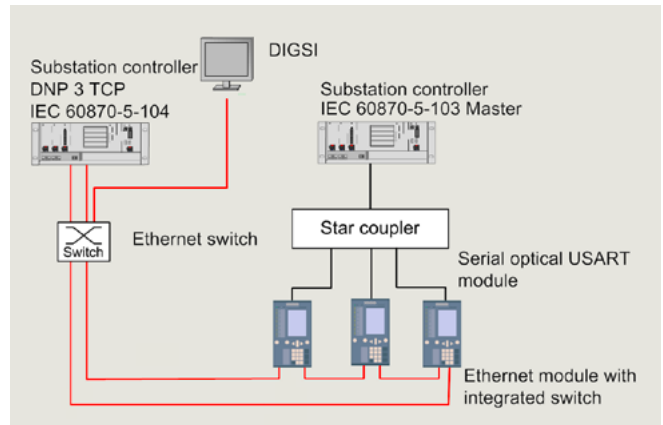 DIGSI
Substation controller
DNP 3 TCP
IEC 60870-5-104
Substation controller
IEC 60870-5-103 Master
Switch
Ethernet switch
Star coupler
Serial optical USART
module
Ethernet module with
integrated switch